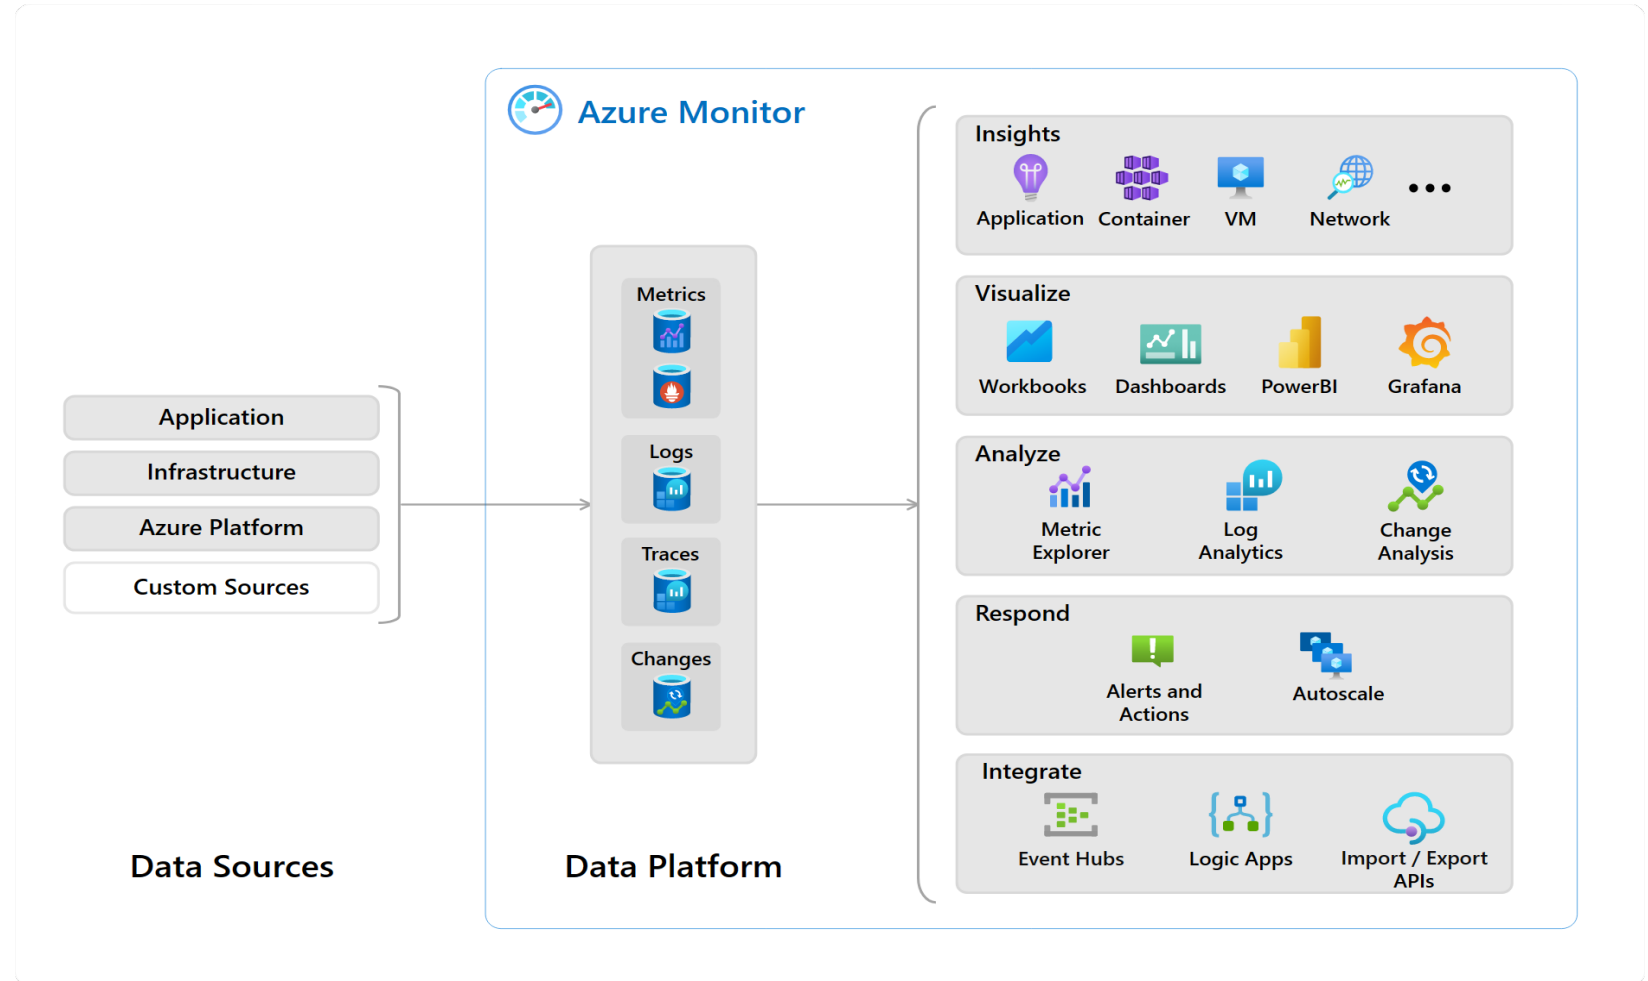 Azure Monitor
Application
Infrastructure
Azure Platform
Custom Sources
Data Sources
Metrics
Logs
Traces
Changes
Data Platform
Insights
Application
Container
VM
Network
...
Visualize
Workbooks
Dashboards
PowerBI
Grafana
Analyze
Metric
Explorer
Log
Analytics
Change
Analysis
Respond
Alerts and
Actions
Autoscale
Integrate
Event Hubs
Logic Apps
Import / Export
APIs